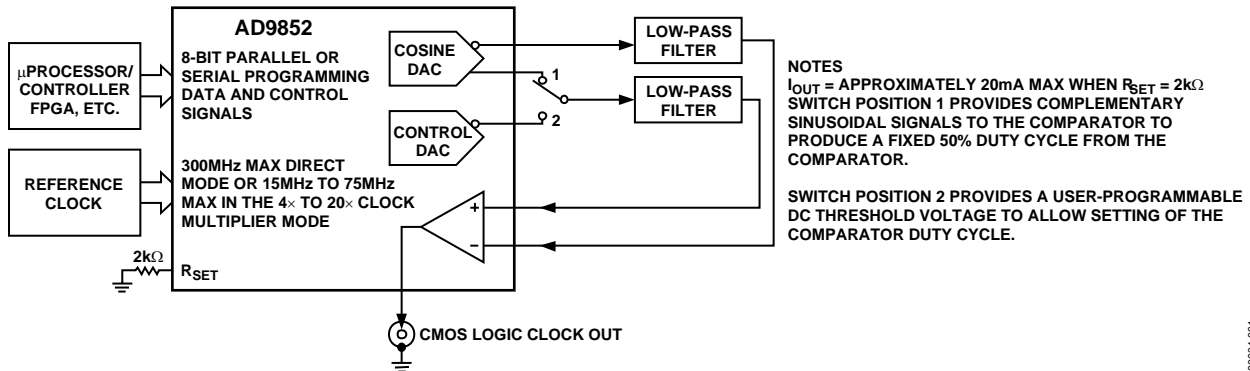 AD9852
8-BIT PARALLEL OR
SERIAL PROGRAMMING
DATA AND CONTROL
SIGNALS
300MHz MAX DIRECT
MODE OR 15MHz TO 75MHz
MAX IN THE 4× TO 20× CLOCK
MULTIPLIER MODE
μPROCESSOR/
CONTROLLER
FPGA, ETC.
REFERENCE
CLOCK
2kΩ
RSET
COSINE
DAC
CONTROL
DAC
1
2
+
–
LOW-PASS
FILTER
LOW-PASS
FILTER
CMOS LOGIC CLOCK OUT
NOTES
IOUT = APPROXIMATELY 20mA MAX WHEN RSET = 2kΩ
SWITCH POSITION 1 PROVIDES COMPLEMENTARY
SINUSOIDAL SIGNALS TO THE COMPARATOR TO
PRODUCE A FIXED 50% DUTY CYCLE FROM THE
COMPARATOR.
SWITCH POSITION 2 PROVIDES A USER-PROGRAMMABLE
DC THRESHOLD VOLTAGE TO ALLOW SETTING OF THE
COMPARATOR DUTY CYCLE.